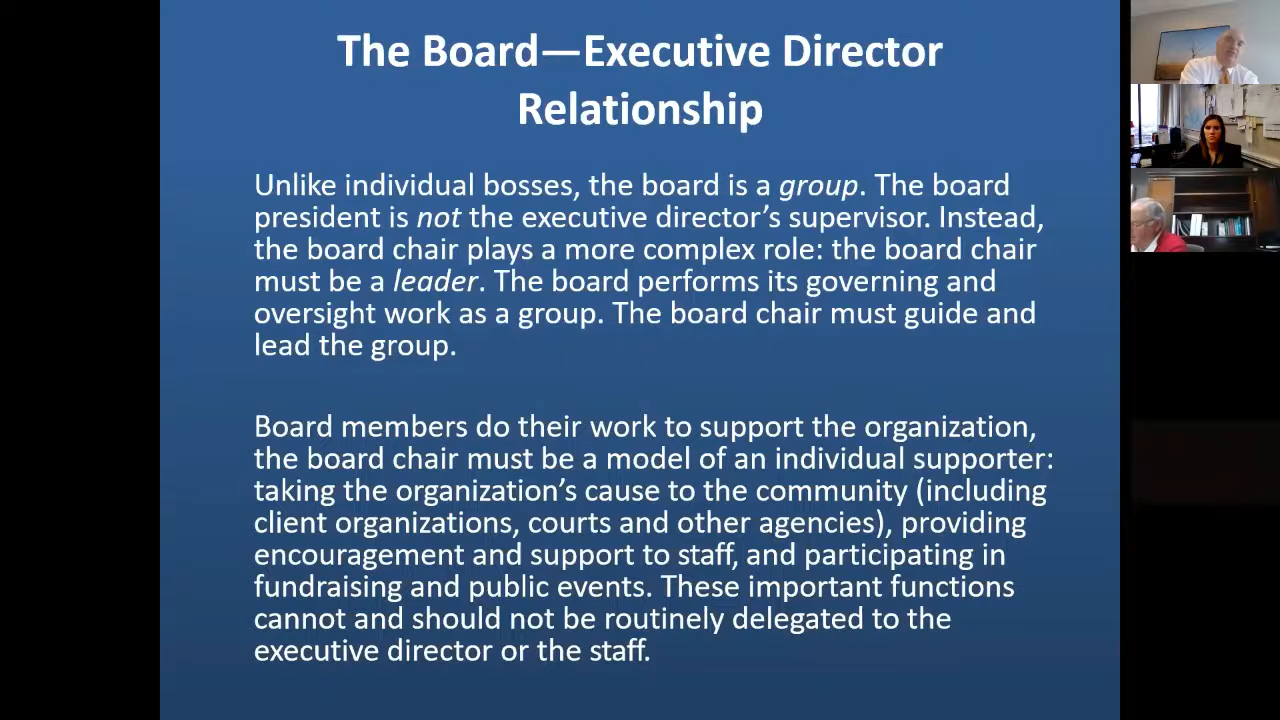 The Board—Executive Director
Relationship
Unlike individual bosses, the board is a group. The board
president is not the executive director’s supervisor. Instead,
the board chair plays a more complex role: the board chair
must be a leader. The board performs its governing and
oversight work as a group. The board chair must guide and
lead the group.
Board members do their work to support the organization,
the board chair must be a model of an individual supporter:
taking the organization’s cause to the community (including
client organizations, courts and other agencies), providing
encouragement and support to staff, and participating in
fundraising and public events. These important functions
cannot and should not be routinely delegated to the
executive director or the staff.